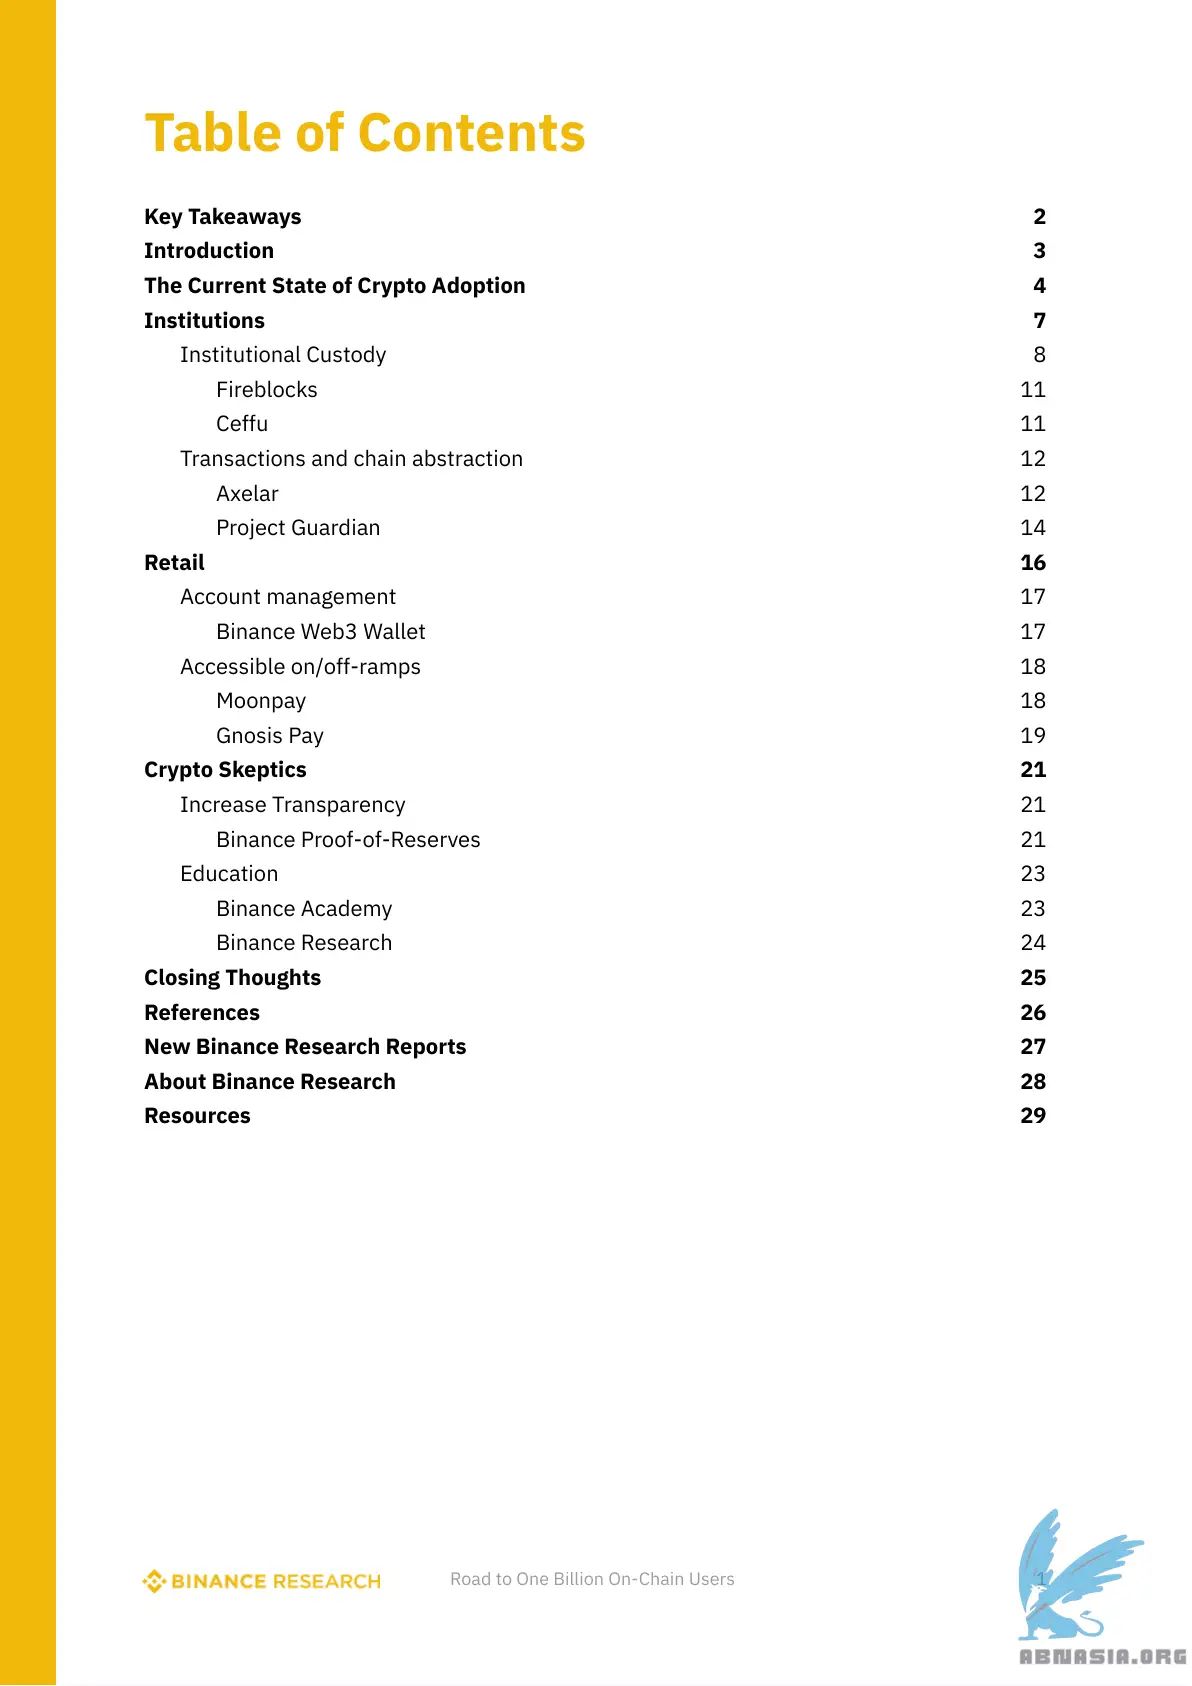 Table of Contents
Key Takeaways 2
Introduction 3
The Current State of Crypto Adoption 4
Institutions 7
Institutional Custody 8
Fireblocks 11
Ceffu 11
Transactions and chain abstraction 12
Axelar 12
Project Guardian 14
Retail 16
Account management 17
Binance Web3 Wallet 17
Accessible on/off-ramps 18
Moonpay 18
Gnosis Pay 19
Crypto Skeptics 21
Increase Transparency 21
Binance Proof-of-Reserves 21
Education 23
Binance Academy 23
Binance Research 24
Closing Thoughts 25
References 26
New Binance Research Reports 27
About Binance Research 28
Resources 29
BINANCE RESEARCH Road to One Billion On-Chain Users 1
ABNASIA.ORG